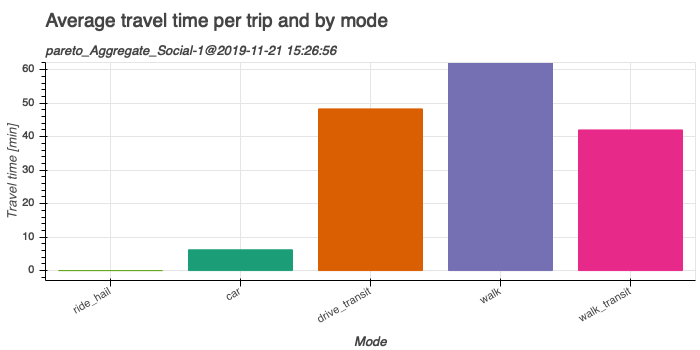 Average travel time per trip and by mode
pareto_Aggregate_Social-1@2019-11-21 15:26:56
Travel time [min]
60
50
40
30
20
10
0
ride_hail
car
drive_transit
walk
walk_transit
Mode